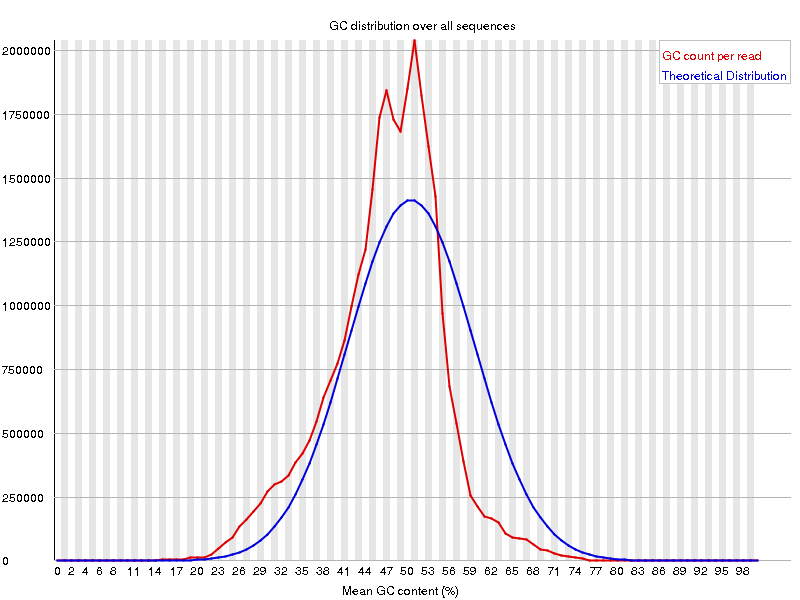 GC distribution over all sequences
GC count per read
Theoretical Distribution
2000000
1750000
1500000
1250000
1000000
750000
500000
250000
0
0 2 4 6 8 11 14 17 20 23 26 29 32 35 38 41 44 47 50 53 56 59 62 65 68 71 74 77 80 83 86 89 92 95 98
Mean GC content (%)